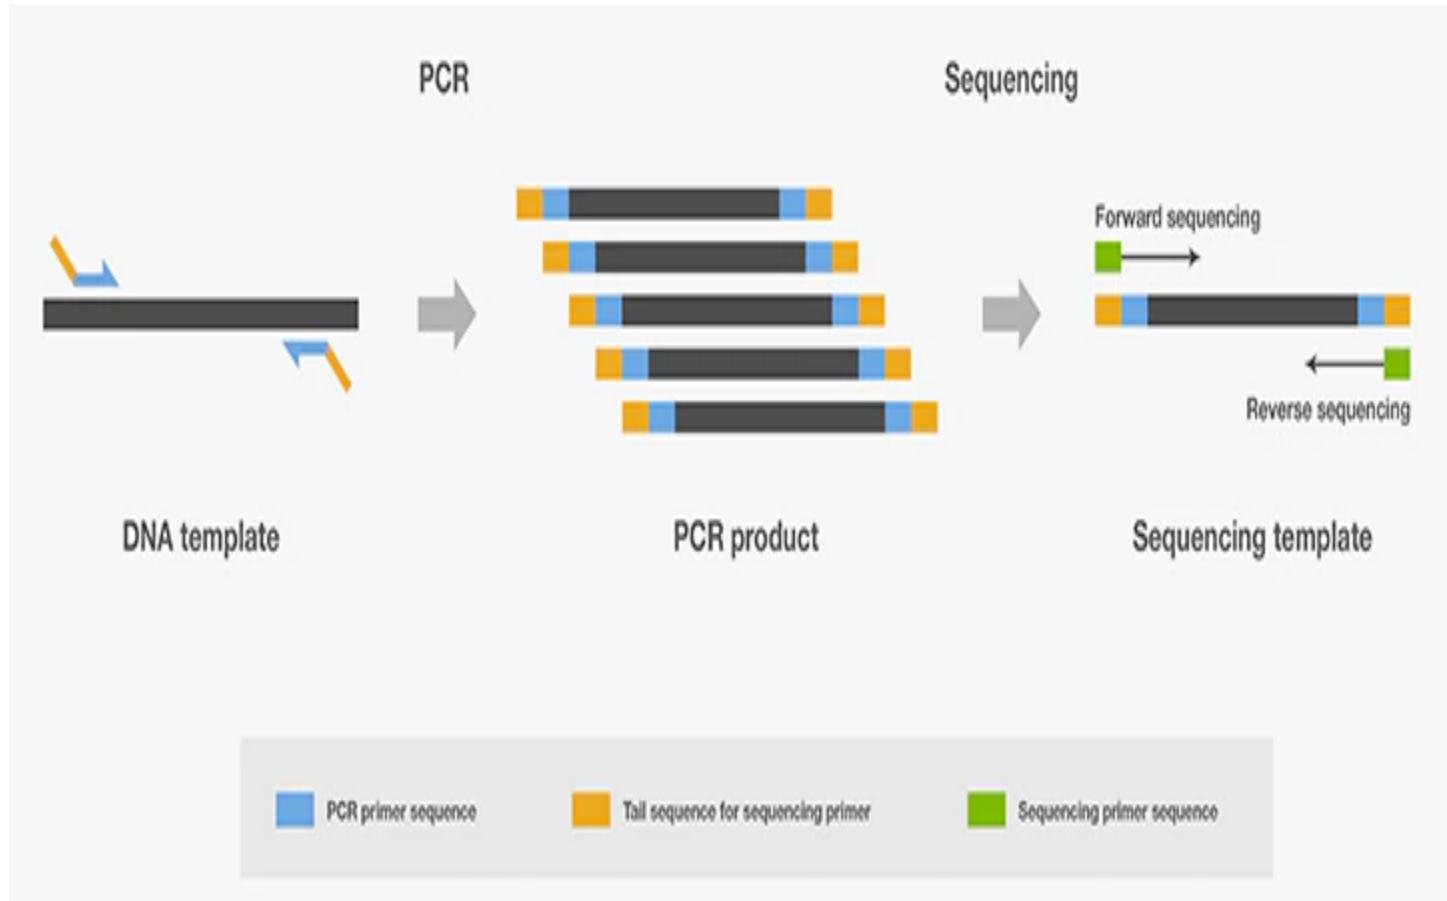 PCR
Sequencing
Forward sequencing
Reverse sequencing
DNA template
PCR product
Sequencing template
PCR primer sequence
Tail sequence for sequencing primer
Sequencing primer sequence